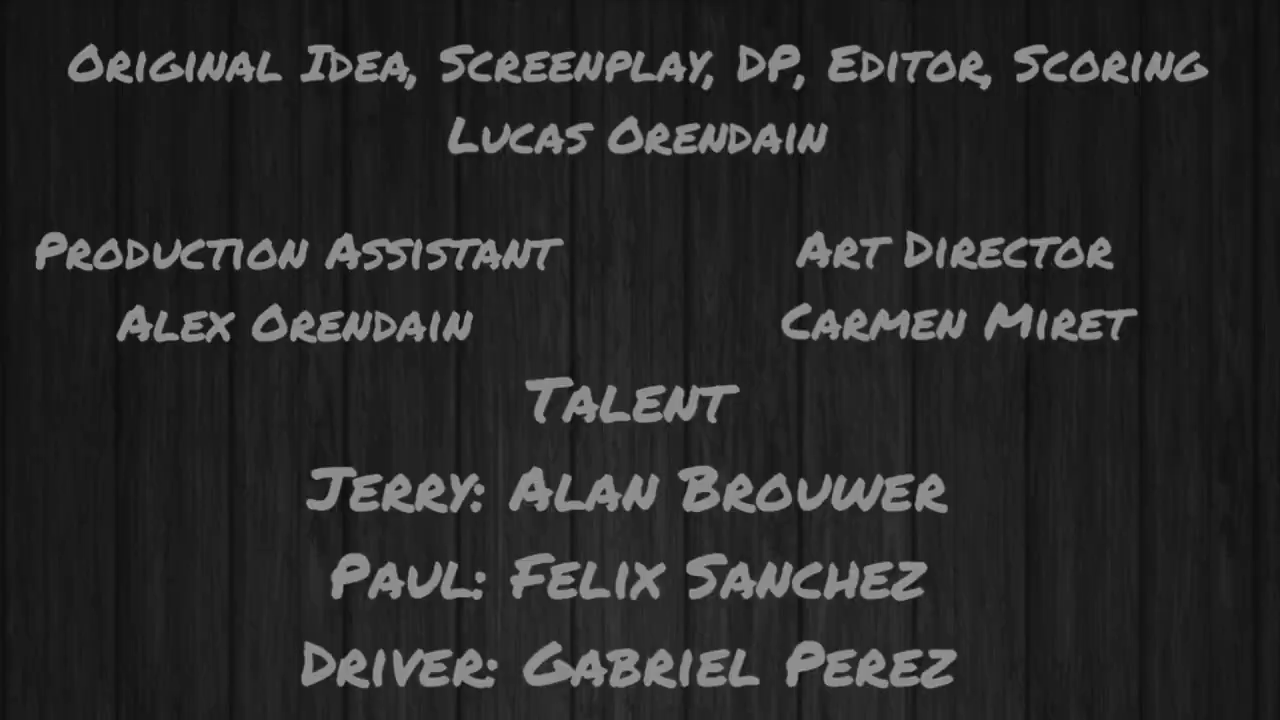 Original Idea, Screenplay, DP, Editor, Scoring
Lucas Orendain
Production Assistant
Alex Orendain
Art Director
Carmen Miret
Talent
Jerry: Alan Brouwer
Paul: Felix Sanchez
Driver: Gabriel Perez